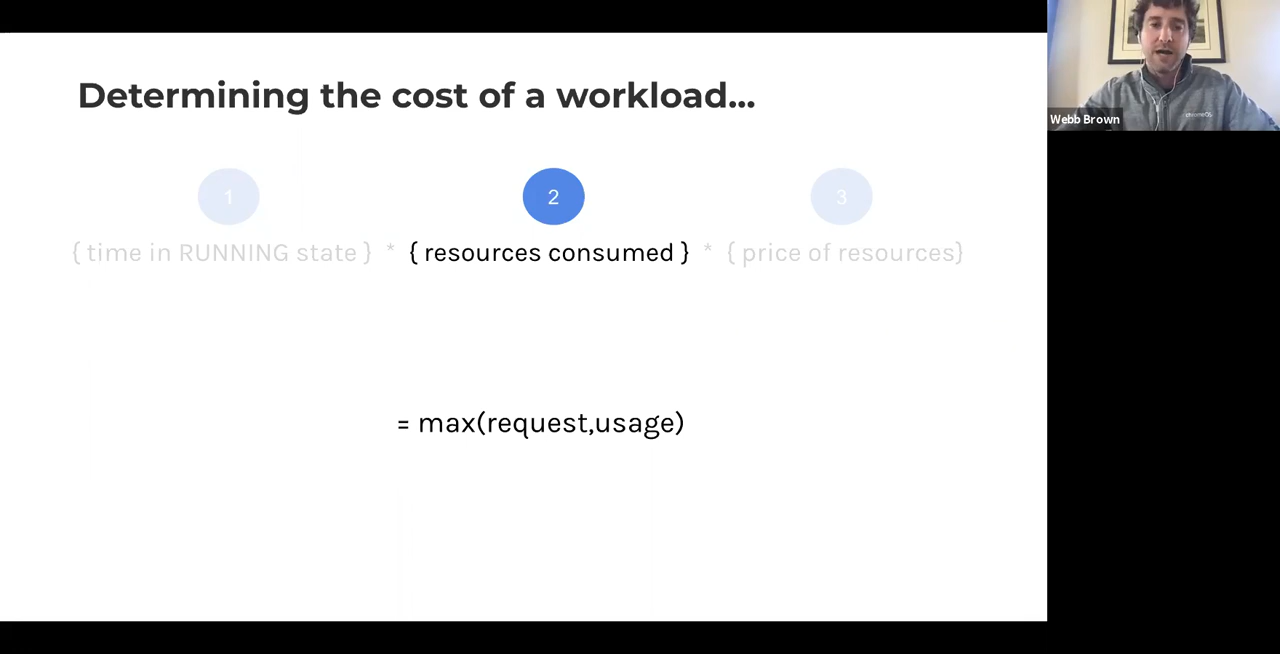 Determining the cost of a workload...
1
2
3
{ time in RUNNING state } * { resources consumed } * { price of resources}
= max(request,usage)
Webb Brown